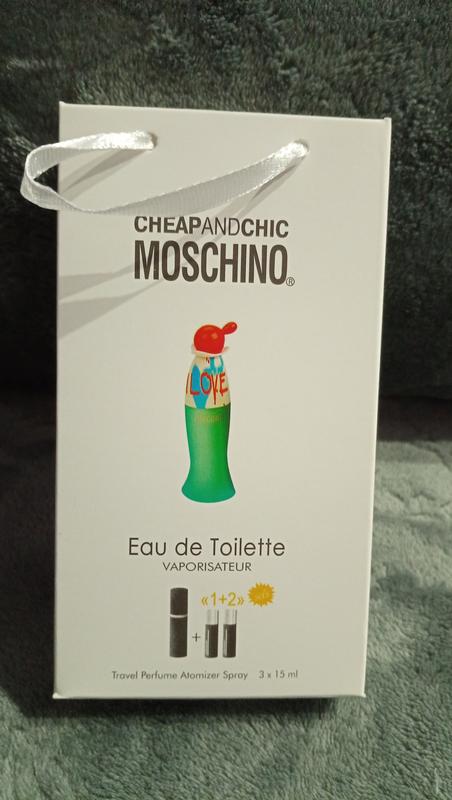 CHEAPANDCHIC
MOSCHINO®
I LOVE
Eau de Toilette
VAPORISATEUR
«1+2»
+
Travel Perfume Atomizer Spray 3 x 15 ml